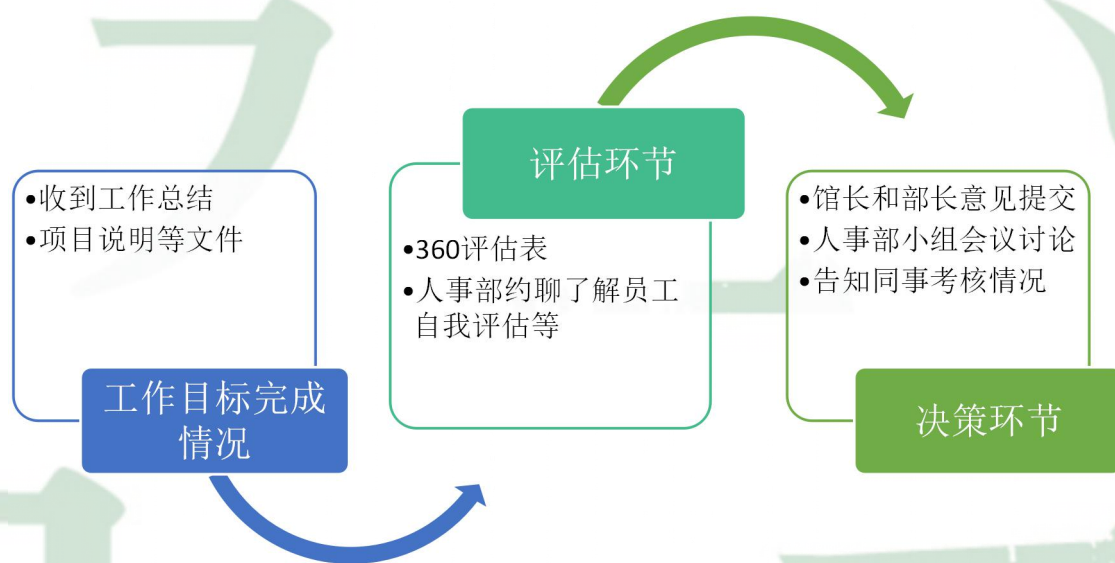 •收到工作总结
•项目说明等文件
工作目标完成
情况
评估环节
•360评估表
•人事部约聊了解员工
自我评估等
•馆长和部长意见提交
•人事部小组会议讨论
•告知同事考核情况
决策环节